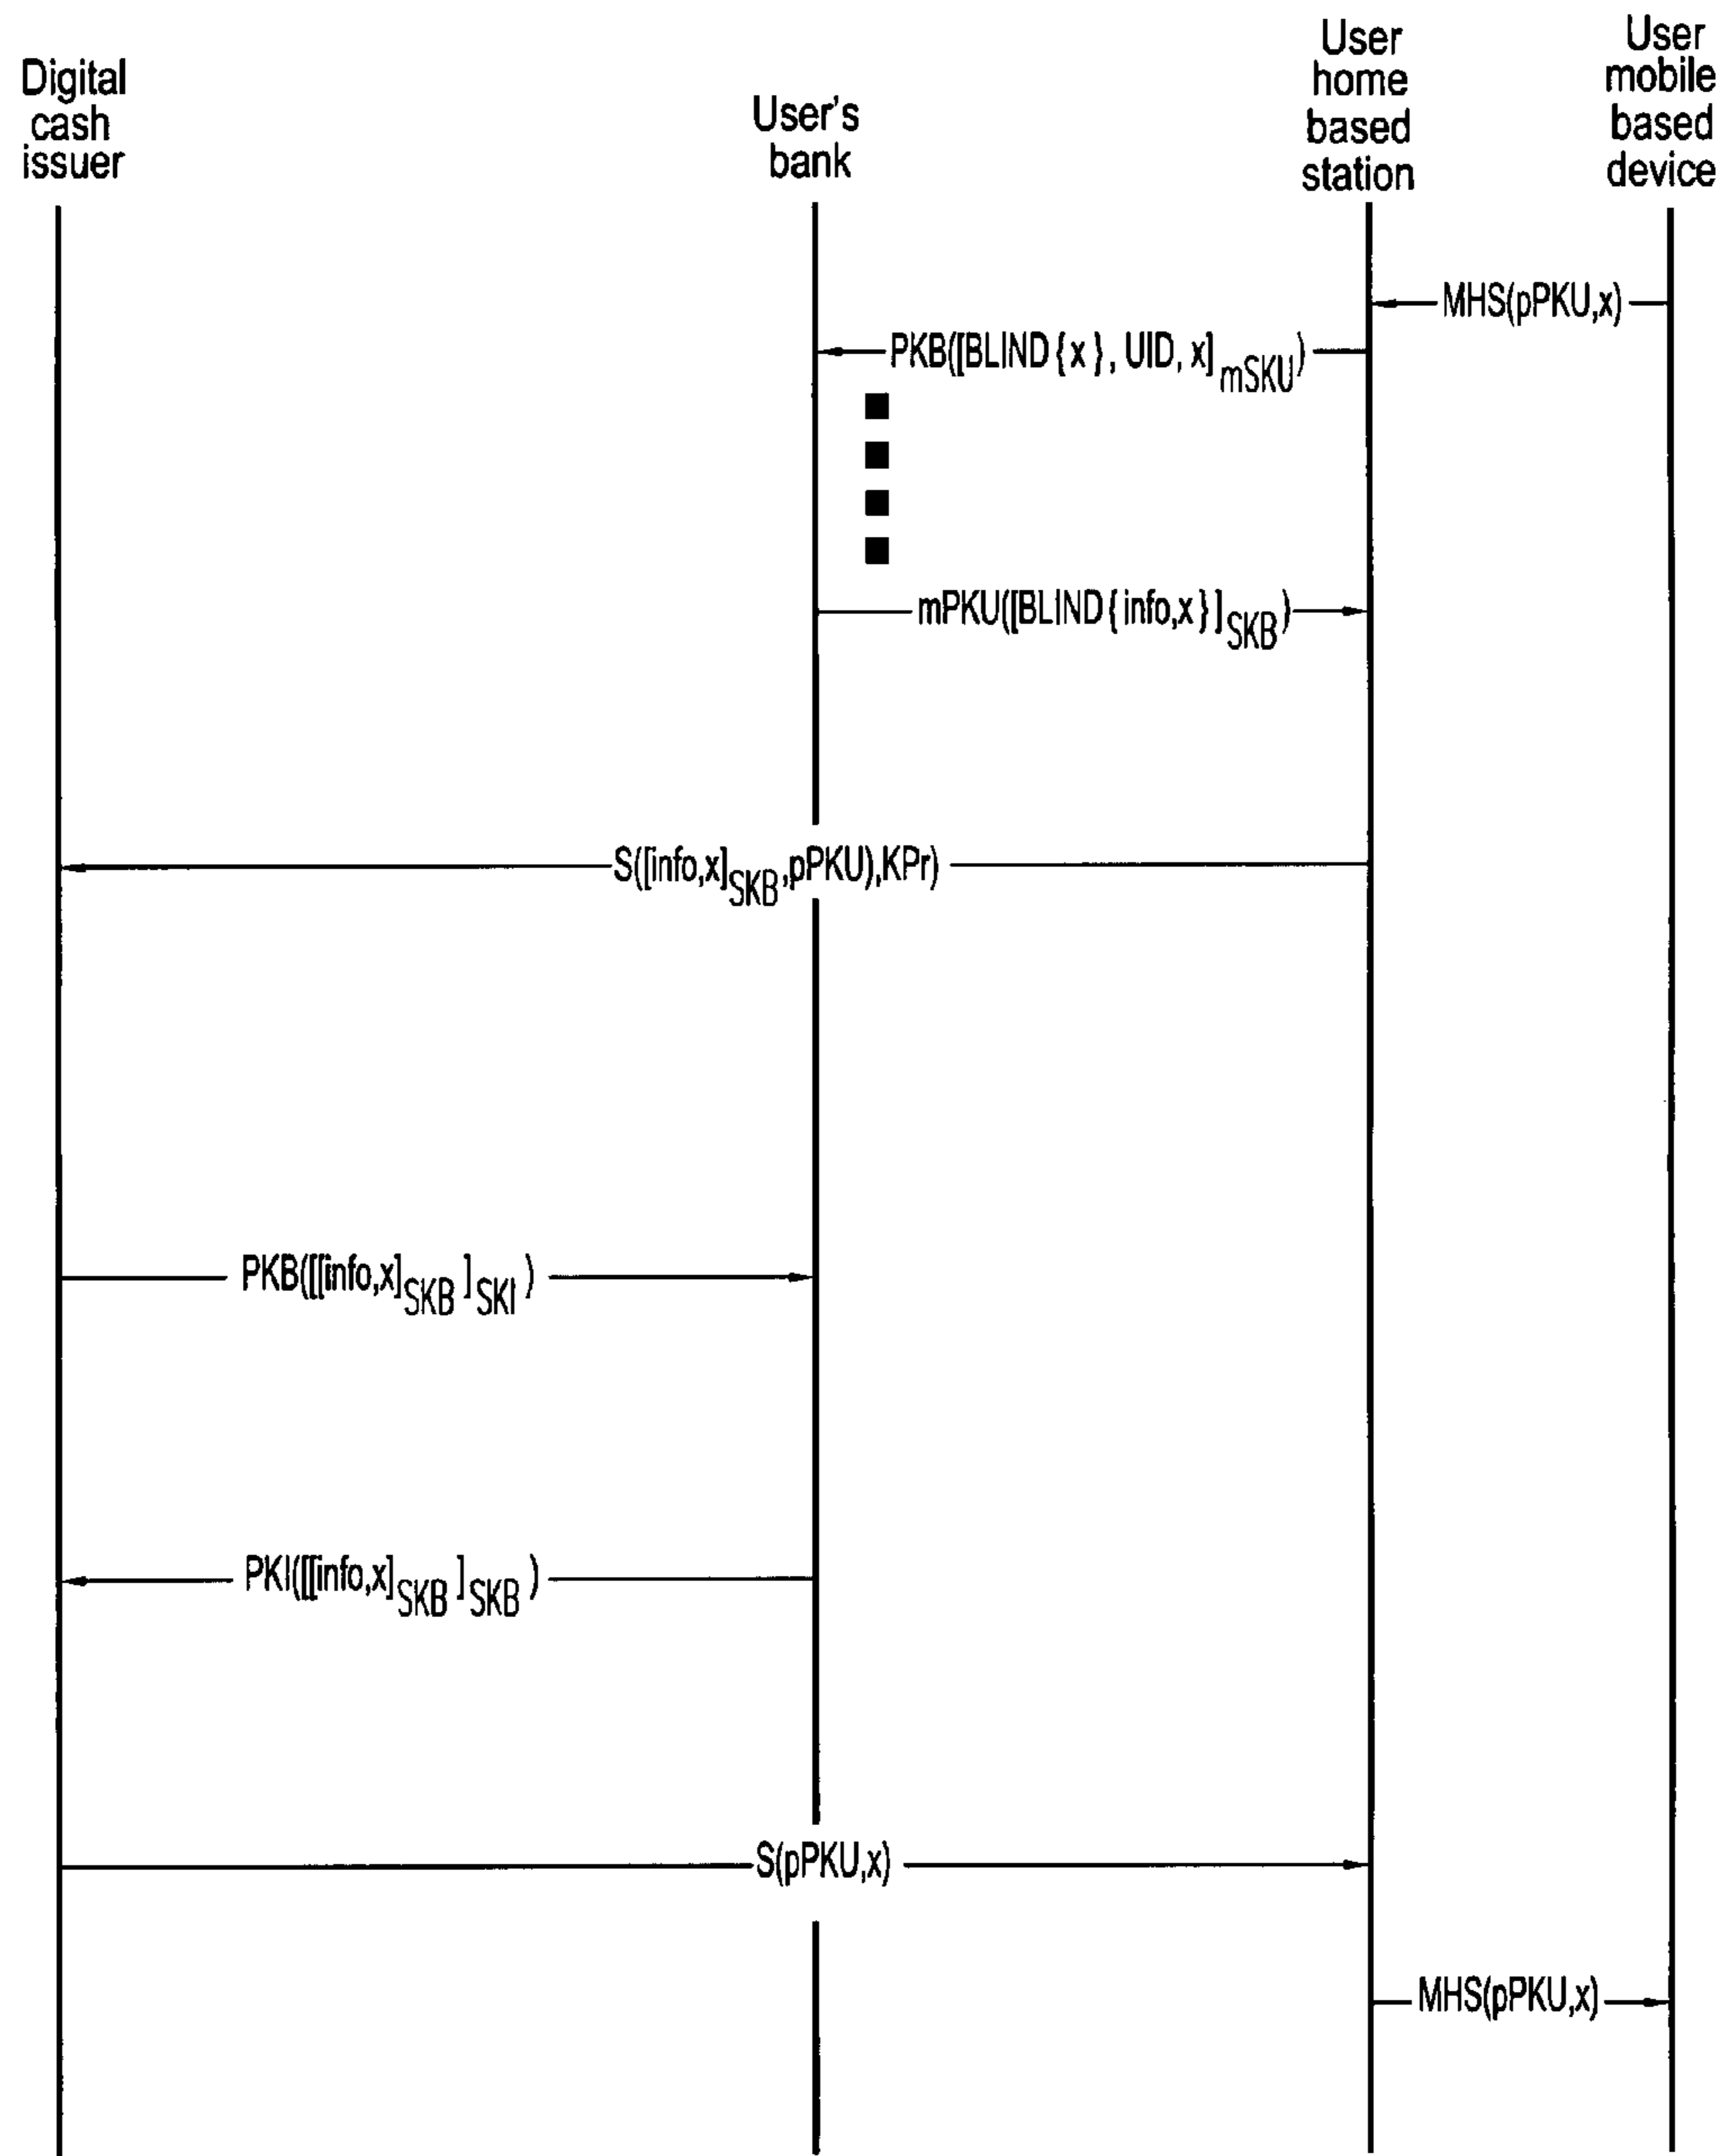 Digital
cash
issuer
User's
bank
User
home
based
station
User
mobile
based
device
MHS(pPKU,x)
PKB([BLIND{x}, UID, x]mSKU)
mPKU([BLIND{info,x}]SKB)
S([info,x]SKB,pPKU),KPr)
PKB([[info,x]SKB]SKI)
PKI([[info,x]SKB]SKB)
S(pPKU,x)
MHS(pPKU,x)